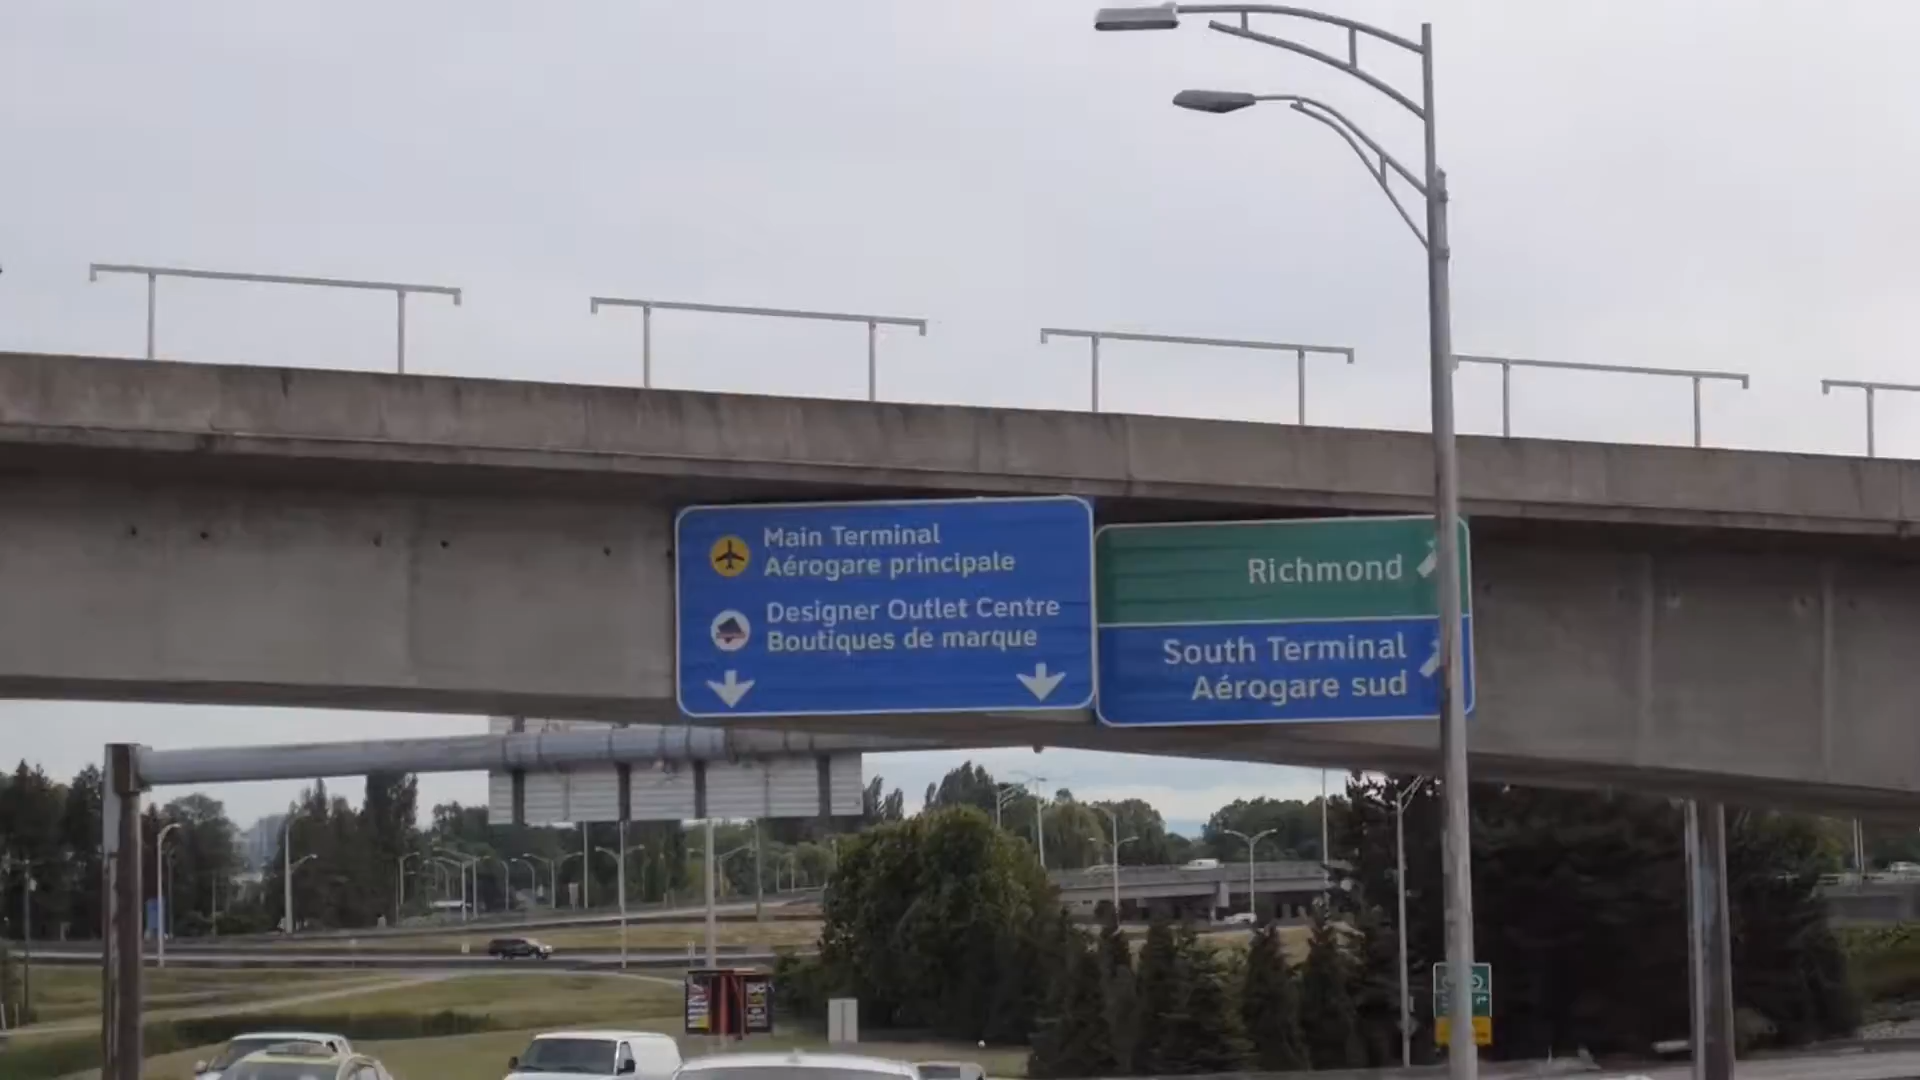 Main Terminal
Aérogare principale
Designer Outlet Centre
Boutiques de marque
Richmond
South Terminal
Aérogare sud